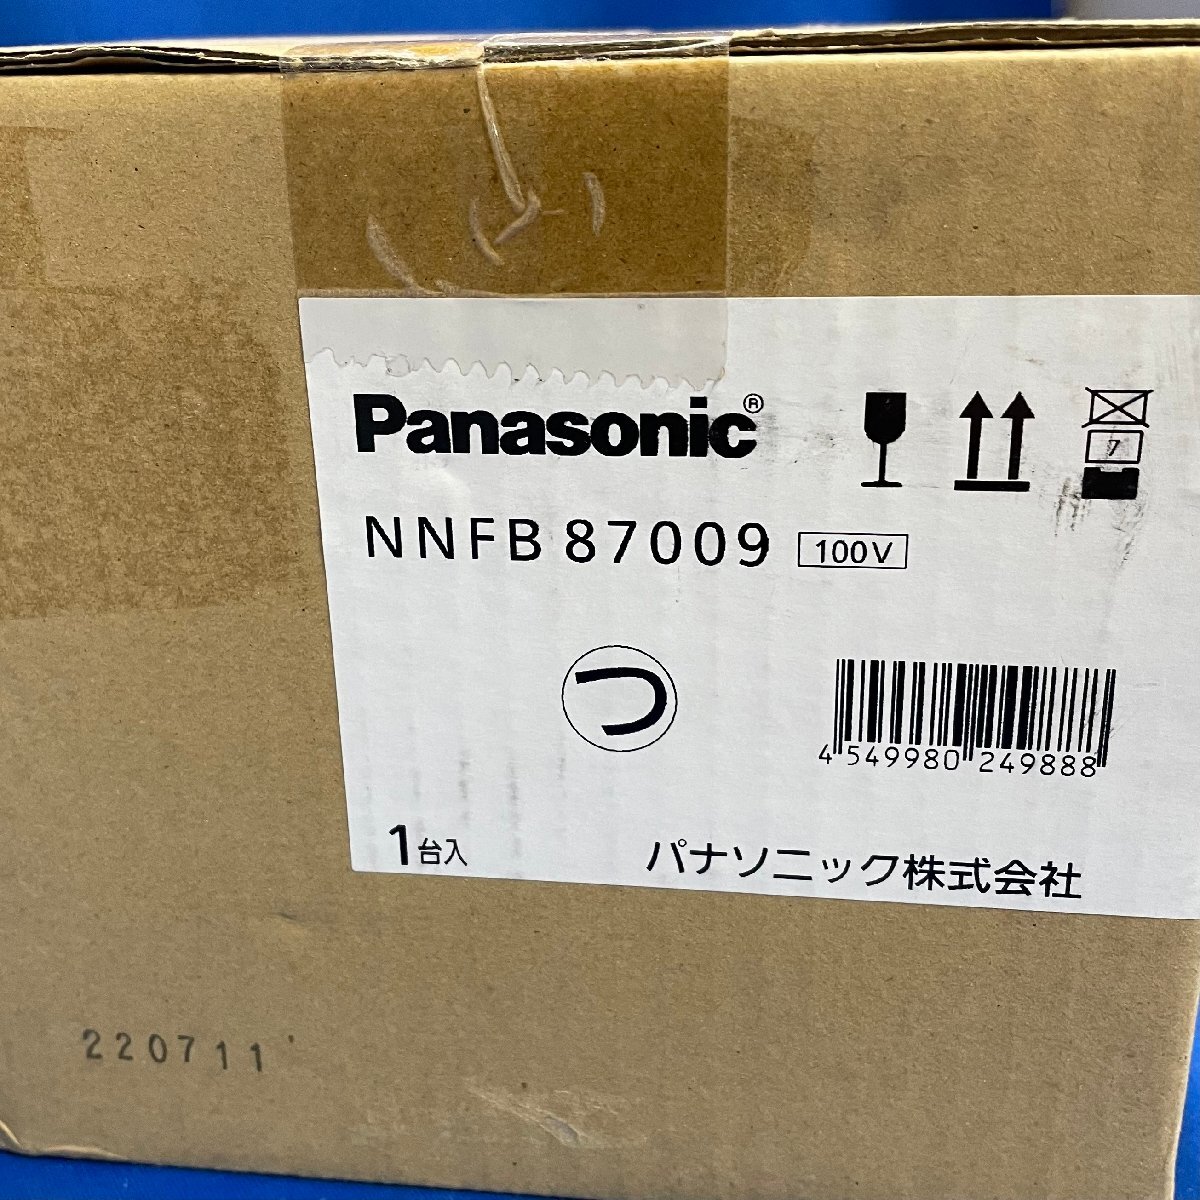 Panasonic®
7
NNFB 87009 100V
つ
4 549980 249888
1台入
パナソニック株式会社
220711